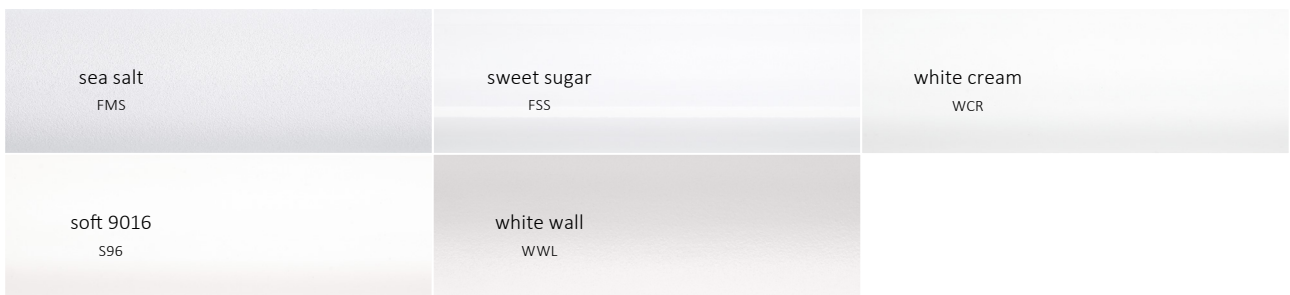 sea salt
FMS
sweet sugar
FSS
white cream
WCR
soft 9016
S96
white wall
WWL